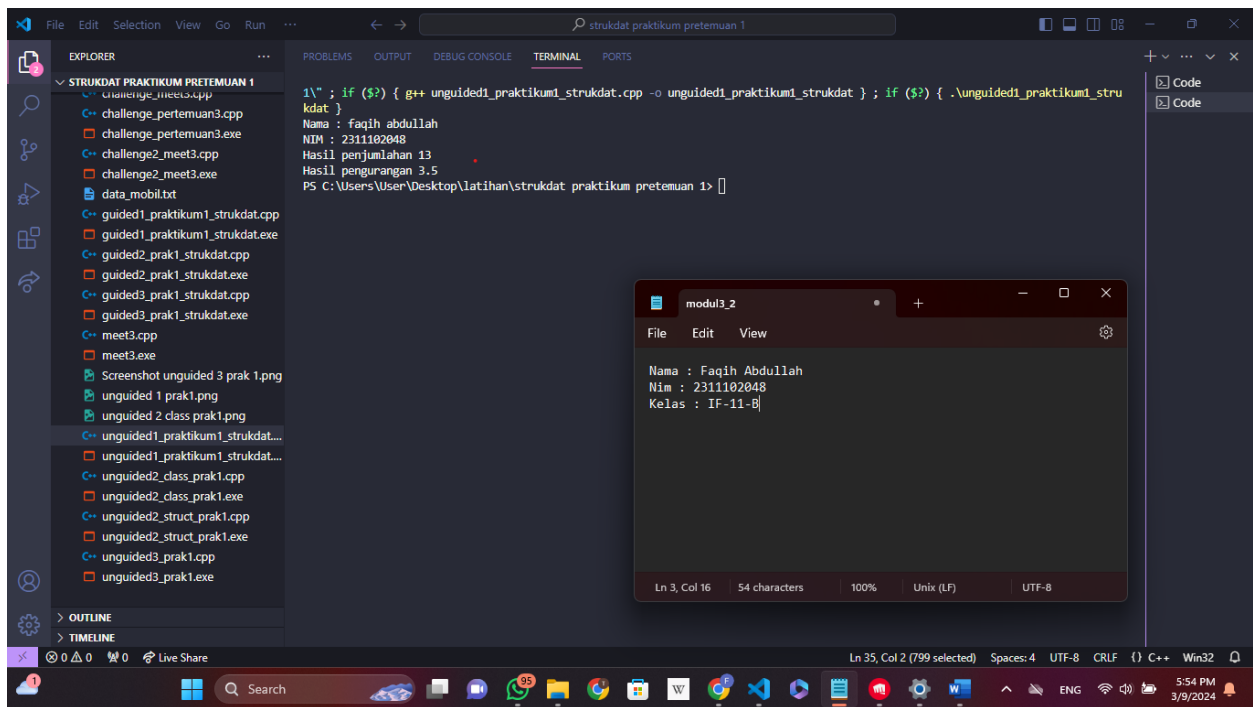 File Edit Selection View Go Run ···
strukdat praktikum pretemuan 1
EXPLORER ···
STRUKDAT PRAKTIKUM PRETEMUAN 1
challenge_meet3.cpp
challenge_pertemuan3.cpp
challenge_pertemuan3.exe
challenge2_meet3.cpp
challenge2_meet3.exe
data_mobil.txt
guided1_praktikum1_strukdat.cpp
guided1_praktikum1_strukdat.exe
guided2_prak1_strukdat.cpp
guided2_prak1_strukdat.exe
guided3_prak1_strukdat.cpp
guided3_prak1_strukdat.exe
meet3.cpp
meet3.exe
Screenshot unguided 3 prak 1.png
unguided 1 prak1.png
unguided 2 class prak1.png
unguided1_praktikum1_strukdat....
unguided1_praktikum1_strukdat....
unguided2_class_prak1.cpp
unguided2_class_prak1.exe
unguided2_struct_prak1.cpp
unguided2_struct_prak1.exe
unguided3_prak1.cpp
unguided3_prak1.exe
OUTLINE
TIMELINE
2
PROBLEMS OUTPUT DEBUG CONSOLE TERMINAL PORTS
1\" ; if ($?) { g++ unguided1_praktikum1_strukdat.cpp -o unguided1_praktikum1_strukdat } ; if ($?) { .\unguided1_praktikum1_stru
kdat }
Nama : faqih abdullah
NIM : 2311102048
Hasil penjumlahan 13
Hasil pengurangan 3.5
PS C:\Users\User\Desktop\latihan\strukdat praktikum pretemuan 1>
Code
Code
modul3_2
File Edit View
Nama : Faqih Abdullah
Nim : 2311102048
Kelas : IF-11-B
Ln 3, Col 16 54 characters 100% Unix (LF) UTF-8
0 0 0 Live Share
Ln 35, Col 2 (799 selected) Spaces: 4 UTF-8 CRLF {} C++ Win32
1
Search
95
W
F
W
ENG
5:54 PM
3/9/2024